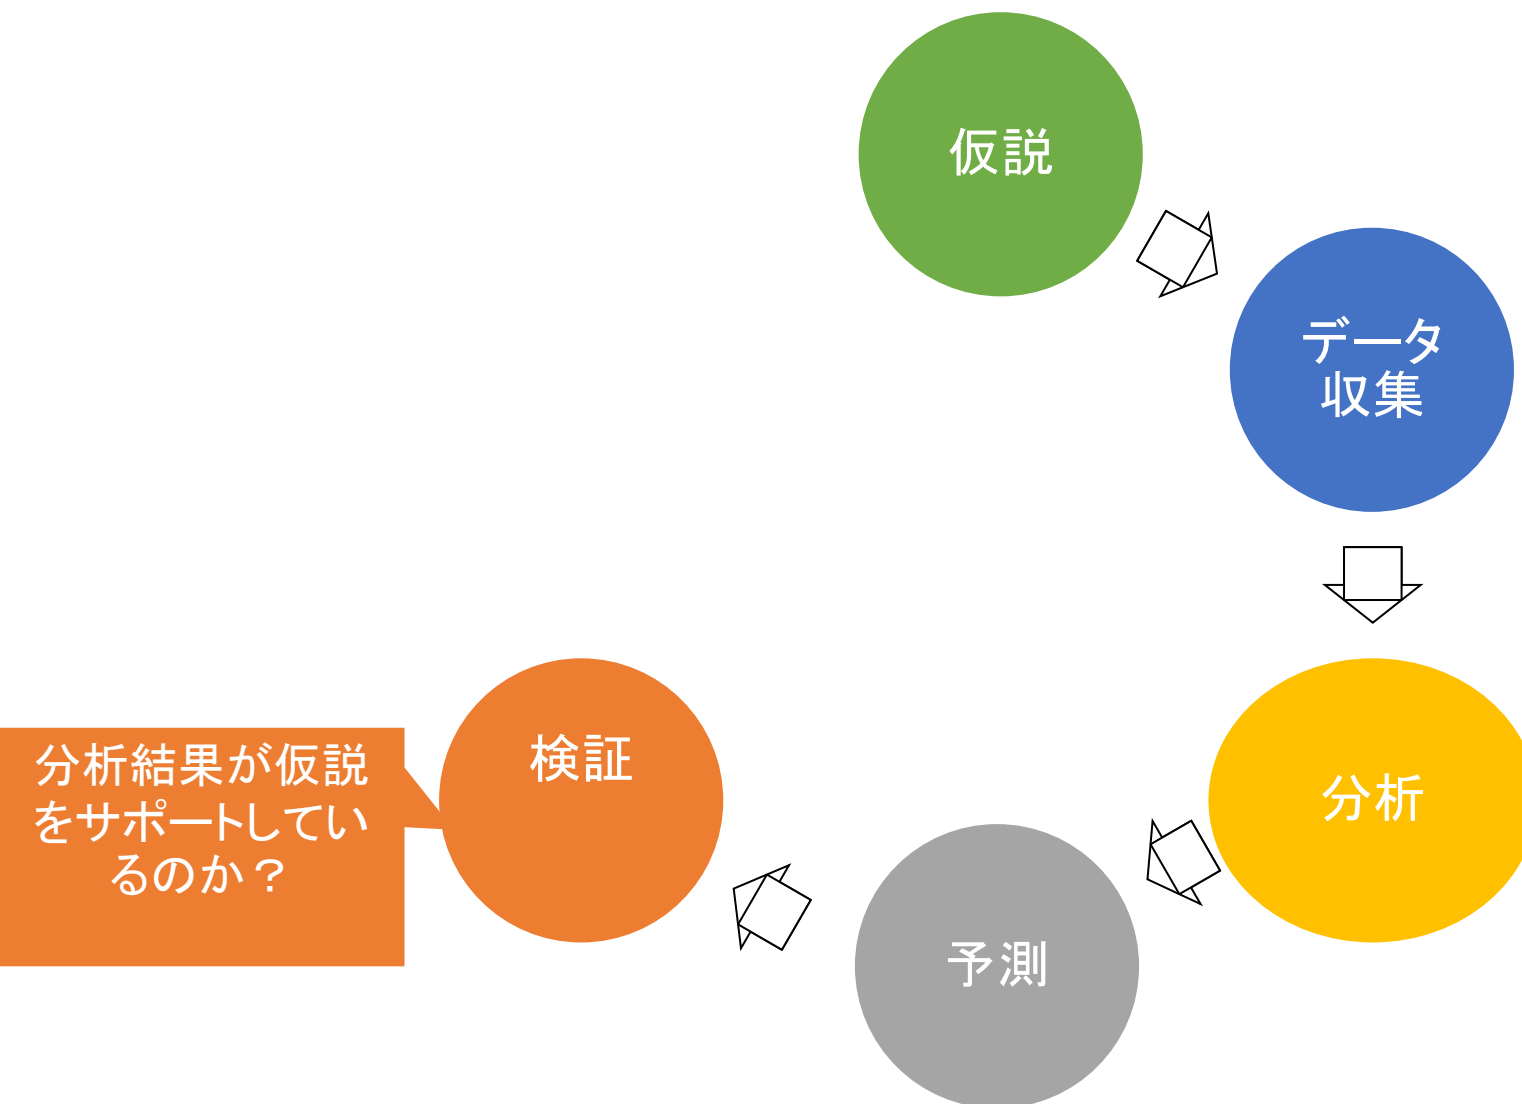 仮説
データ
収集
分析
予測
検証
分析結果が仮説
をサポートしてい
るのか？